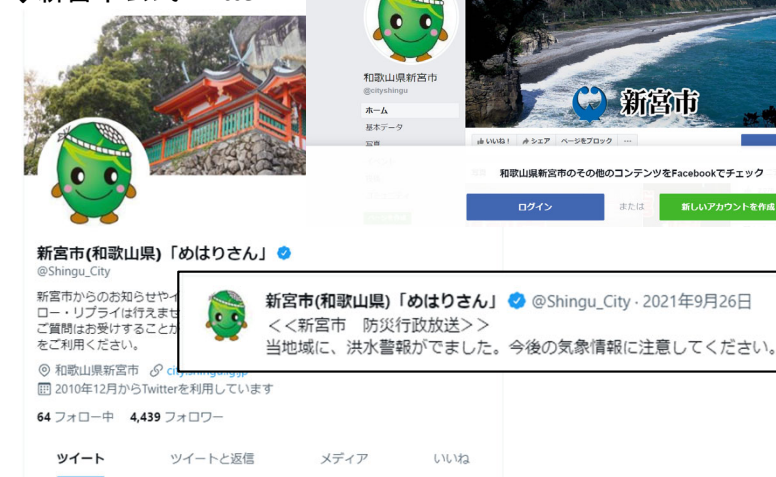 和歌山県新宮市
@cityshingu
ホーム
基本データ
写真
新宮市
いいね! シェア ページをブロック …
和歌山県新宮市のその他のコンテンツをFacebookでチェック
ログイン または 新しいアカウントを作成
新宮市(和歌山県)「めはりさん」
@Shingu_City
新宮市からのお知らせやイ
ロー・リプライは行えませ
ご質問はお受けすることが
をご利用ください。
和歌山県新宮市
2010年12月からTwitterを利用しています
64 フォロー中 4,439 フォロワー
ツイート ツイートと返信 メディア いいね
新宮市(和歌山県)「めはりさん」 @Shingu_City · 2021年9月26日
<<新宮市 防災行政放送>>
当地域に、洪水警報がでました。今後の気象情報に注意してください。